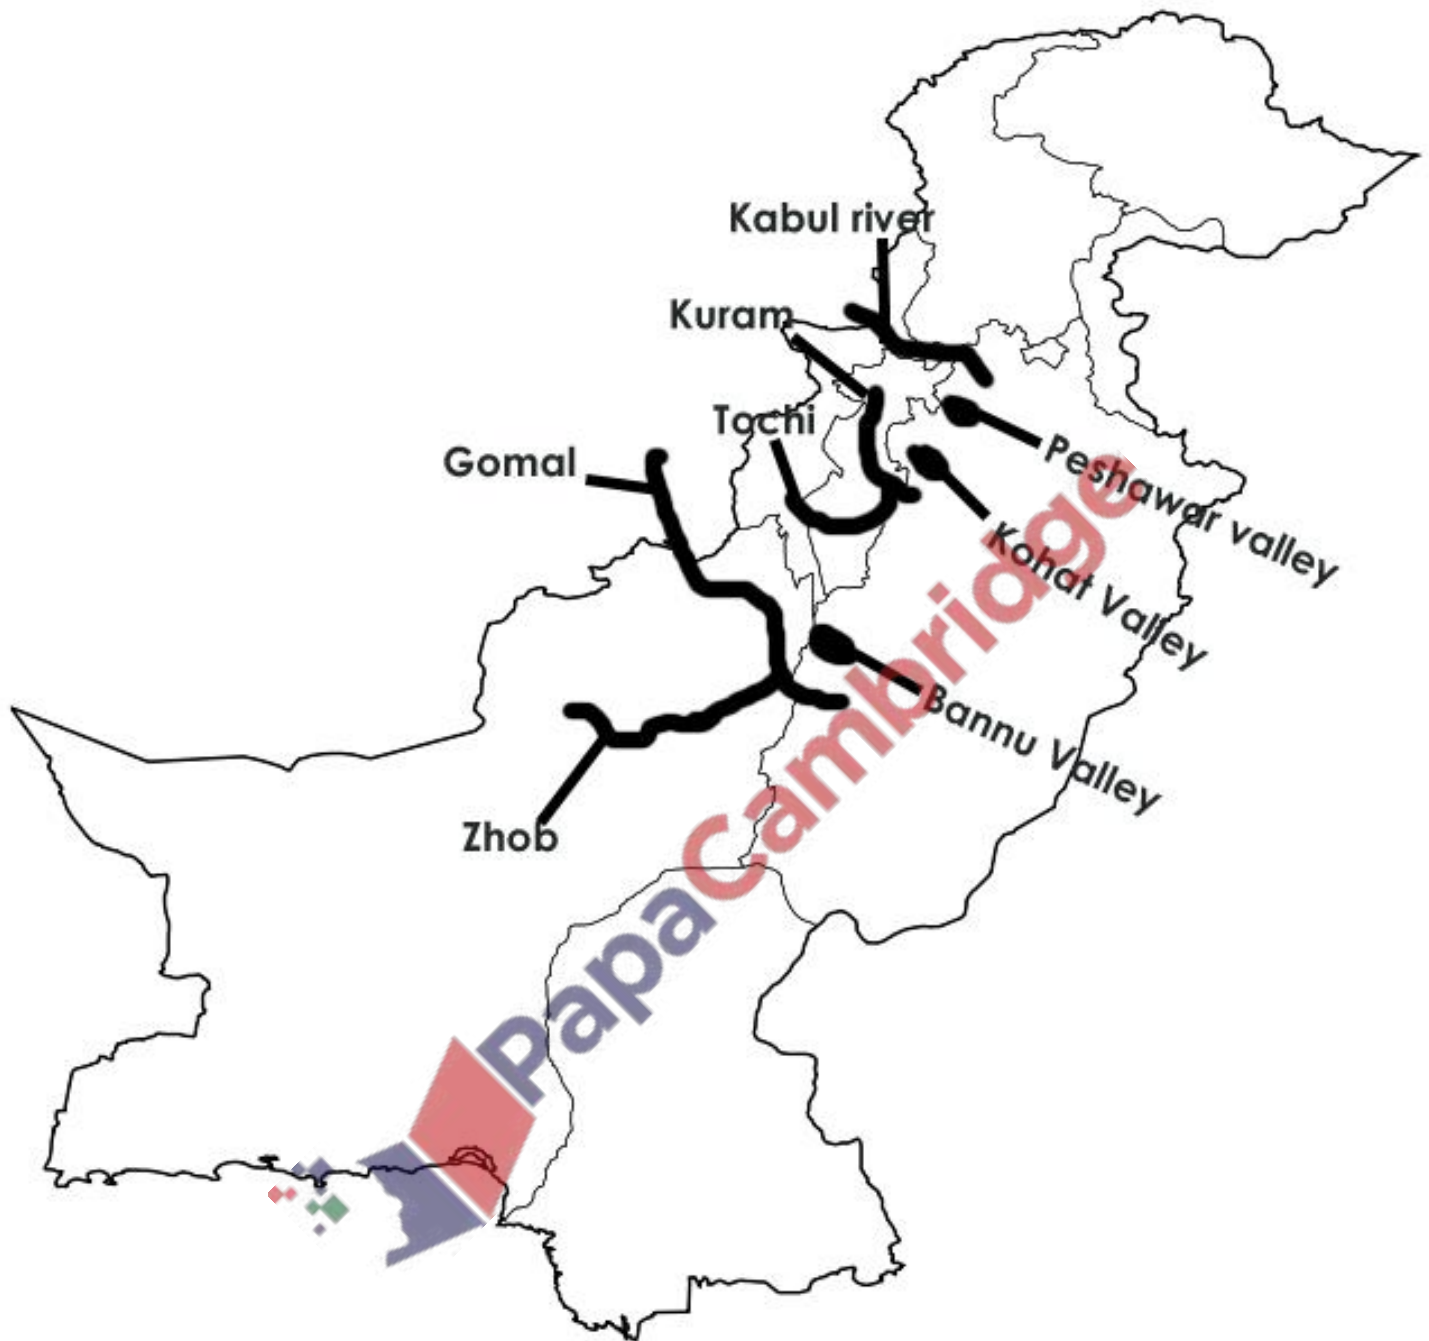 Kabul river
Kuram
Tochi
Gomal
Peshawar valley
Kohat Valley
Bannu Valley
Zhob
PapaCambridge